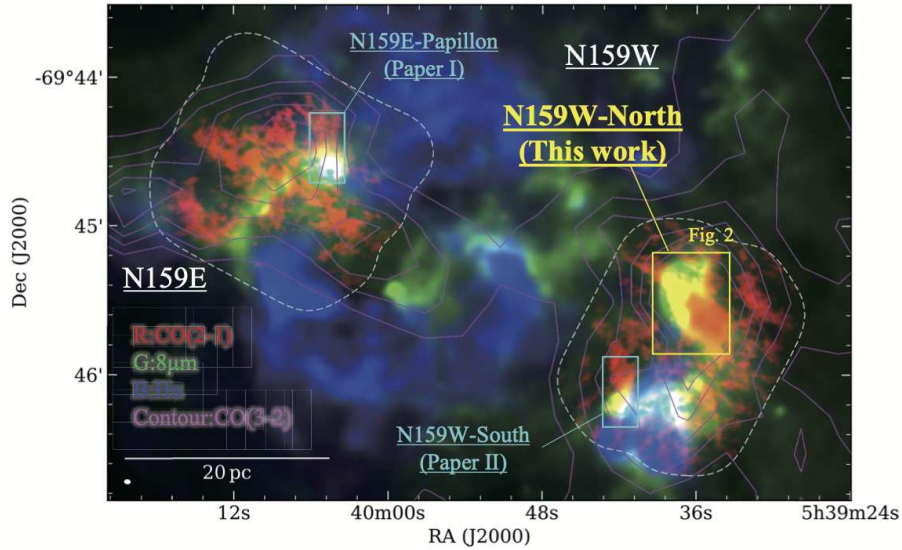 N159E-Papillon
(Paper I)
N159W
-69°44'
N159W-North
(This work)
45'
Fig. 2
N159E
R:CO(2-1)
G:8μm
B:Hα
Contour:CO(3-2)
46'
N159W-South
(Paper II)
20 pc
12s
40m00s
48s
36s
5h39m24s
RA (J2000)
Dec (J2000)